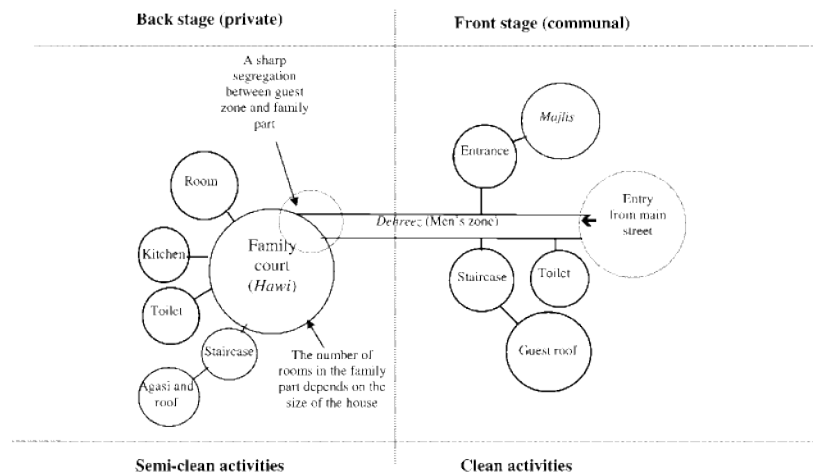 Back stage (private)
Front stage (communal)
A sharp
segregation
between guest
zone and family
part
Majlis
Entrance
Room
Dehreez (Men's zone)
Entry
from main
street
Family
court
(Hawi)
Kitchen
Toilet
Staircase
Toilet
Staircase
Guest roof
The number of
rooms in the family
part depends on the
size of the house
Agasi and
roof
Semi-clean activities
Clean activities